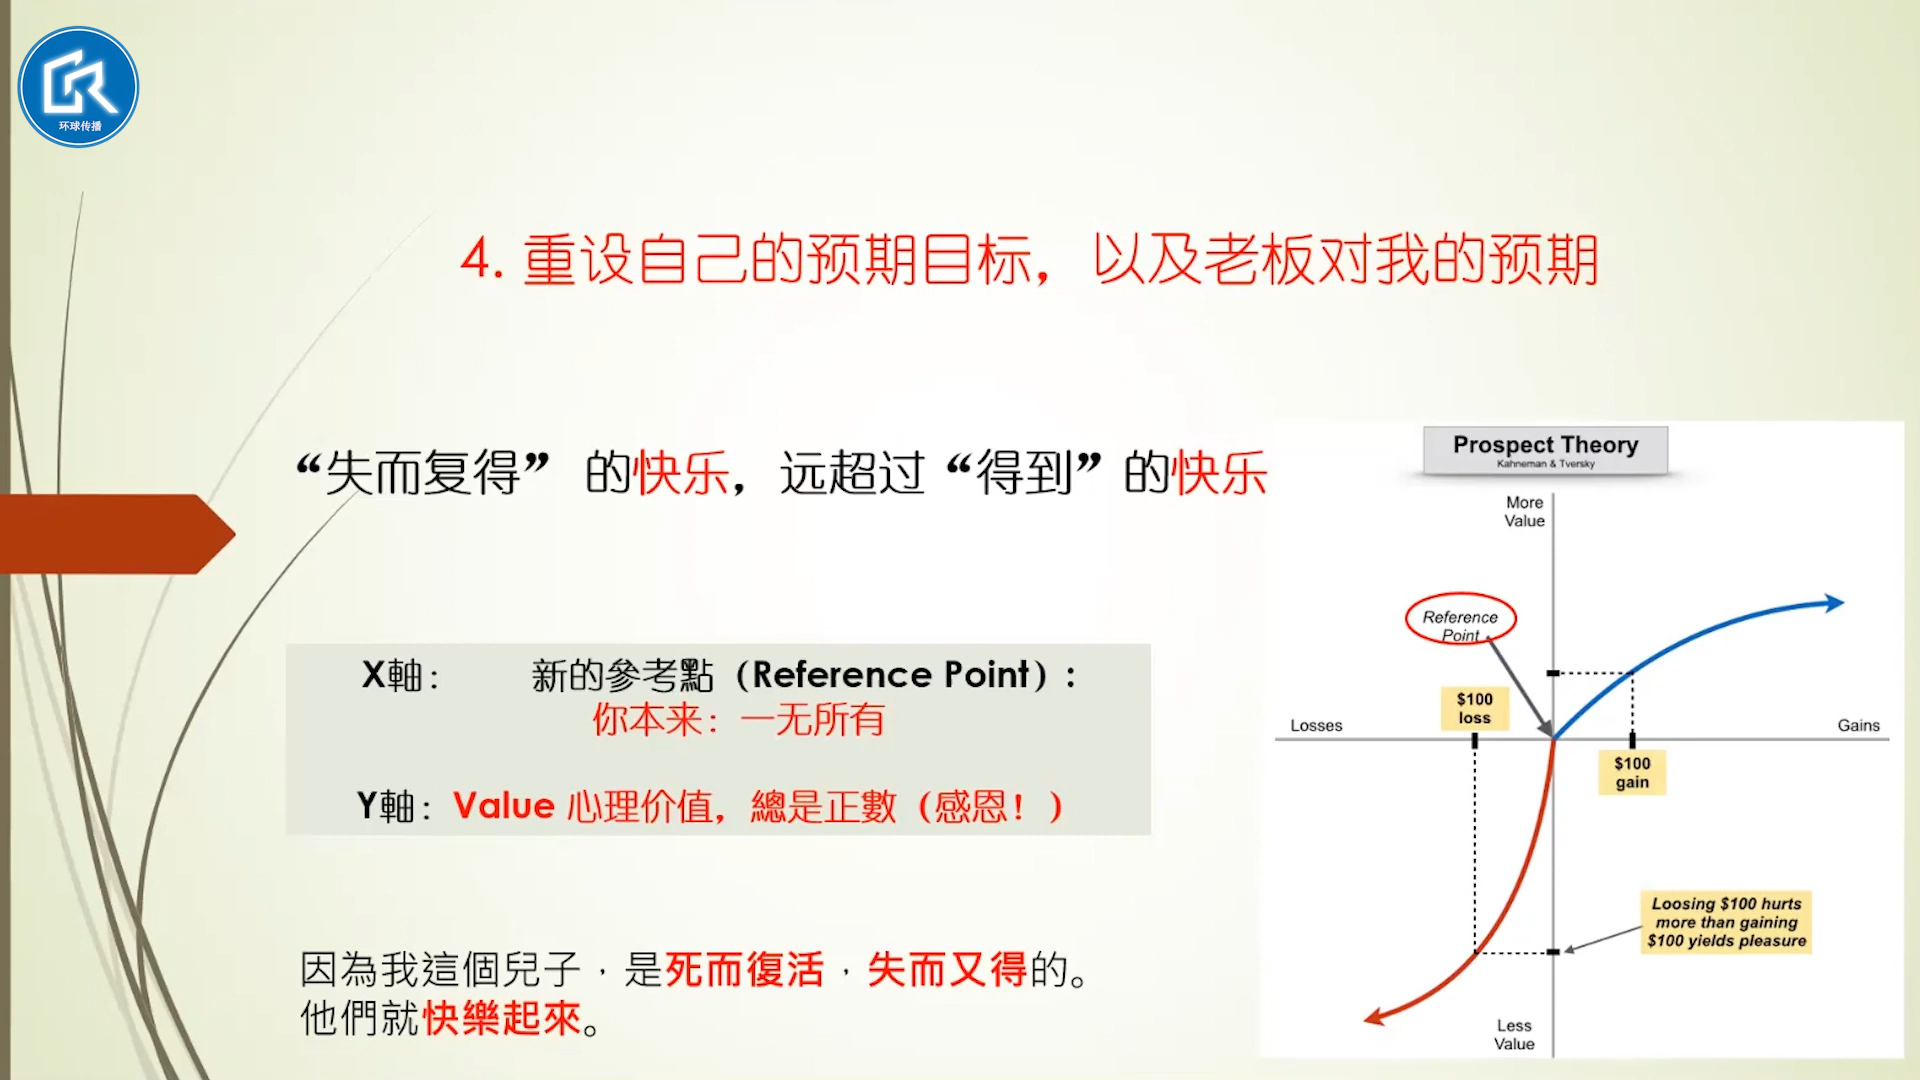 环球传播
4. 重设自己的预期目标，以及老板对我的预期
“失而复得” 的快乐，远超过“得到”的快乐
X軸： 新的參考點（Reference Point）：
你本来：一无所有
Y軸：Value 心理价值，總是正數（感恩！）
因為我這個兒子，是死而復活，失而又得的。
他們就快樂起來。
Prospect Theory
Kahneman & Tversky
More
Value
Reference
Point
$100
loss
Losses
Gains
$100
gain
Loosing $100 hurts
more than gaining
$100 yields pleasure
Less
Value